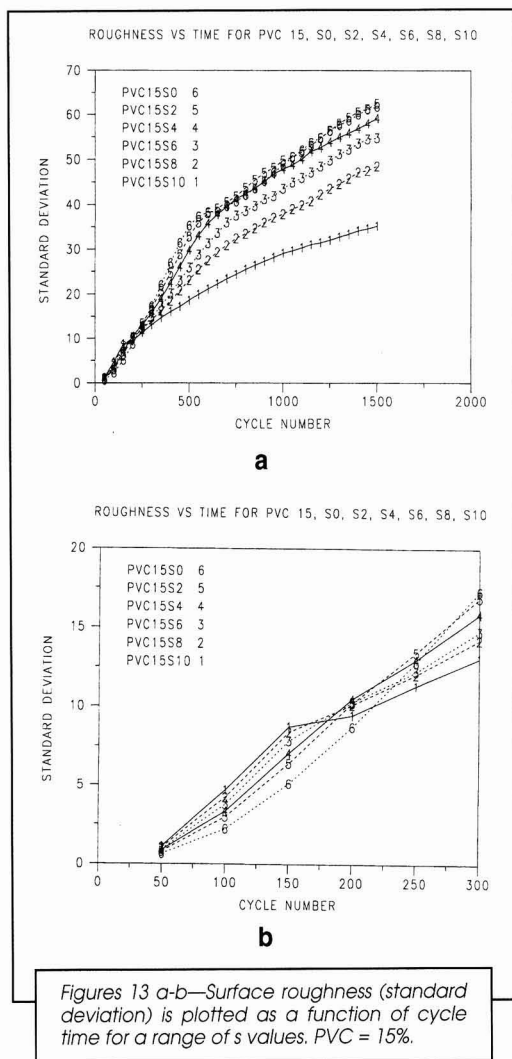 ROUGHNESS VS TIME FOR PVC 15, S0, S2, S4, S6, S8, S10
70
60
50
40
30
20
10
0
STANDARD DEVIATION
PVC15S0 6
PVC15S2 5
PVC15S4 4
PVC15S6 3
PVC15S8 2
PVC15S10 1
0 500 1000 1500 2000
CYCLE NUMBER
a
ROUGHNESS VS TIME FOR PVC 15, S0, S2, S4, S6, S8, S10
20
15
10
5
0
STANDARD DEVIATION
PVC15S0 6
PVC15S2 5
PVC15S4 4
PVC15S6 3
PVC15S8 2
PVC15S10 1
0 50 100 150 200 250 300
CYCLE NUMBER
b
Figures 13 a-b—Surface roughness (standard
deviation) is plotted as a function of cycle
time for a range of s values. PVC = 15%.